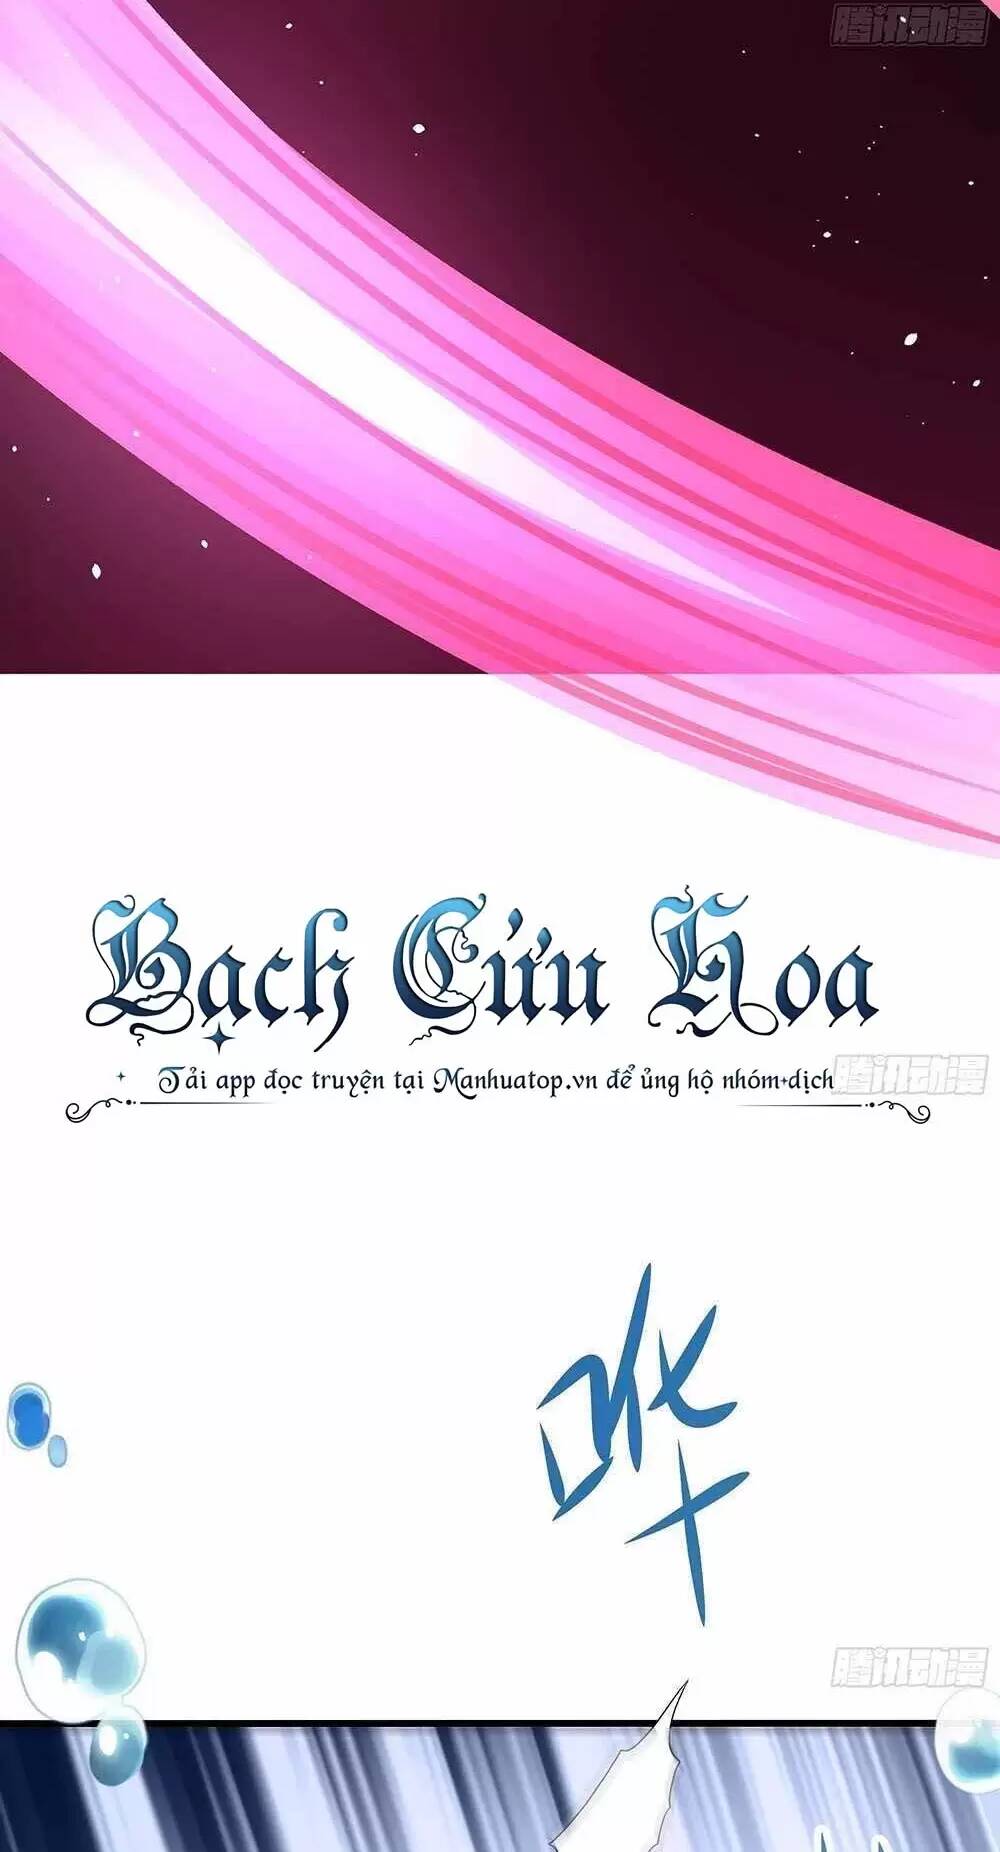 腾讯动漫
Bạch Cửu Hoa
Tải app đọc truyện tại Manhuatop.vn để ủng hộ nhóm dịch
腾讯动漫
哗
腾讯动漫